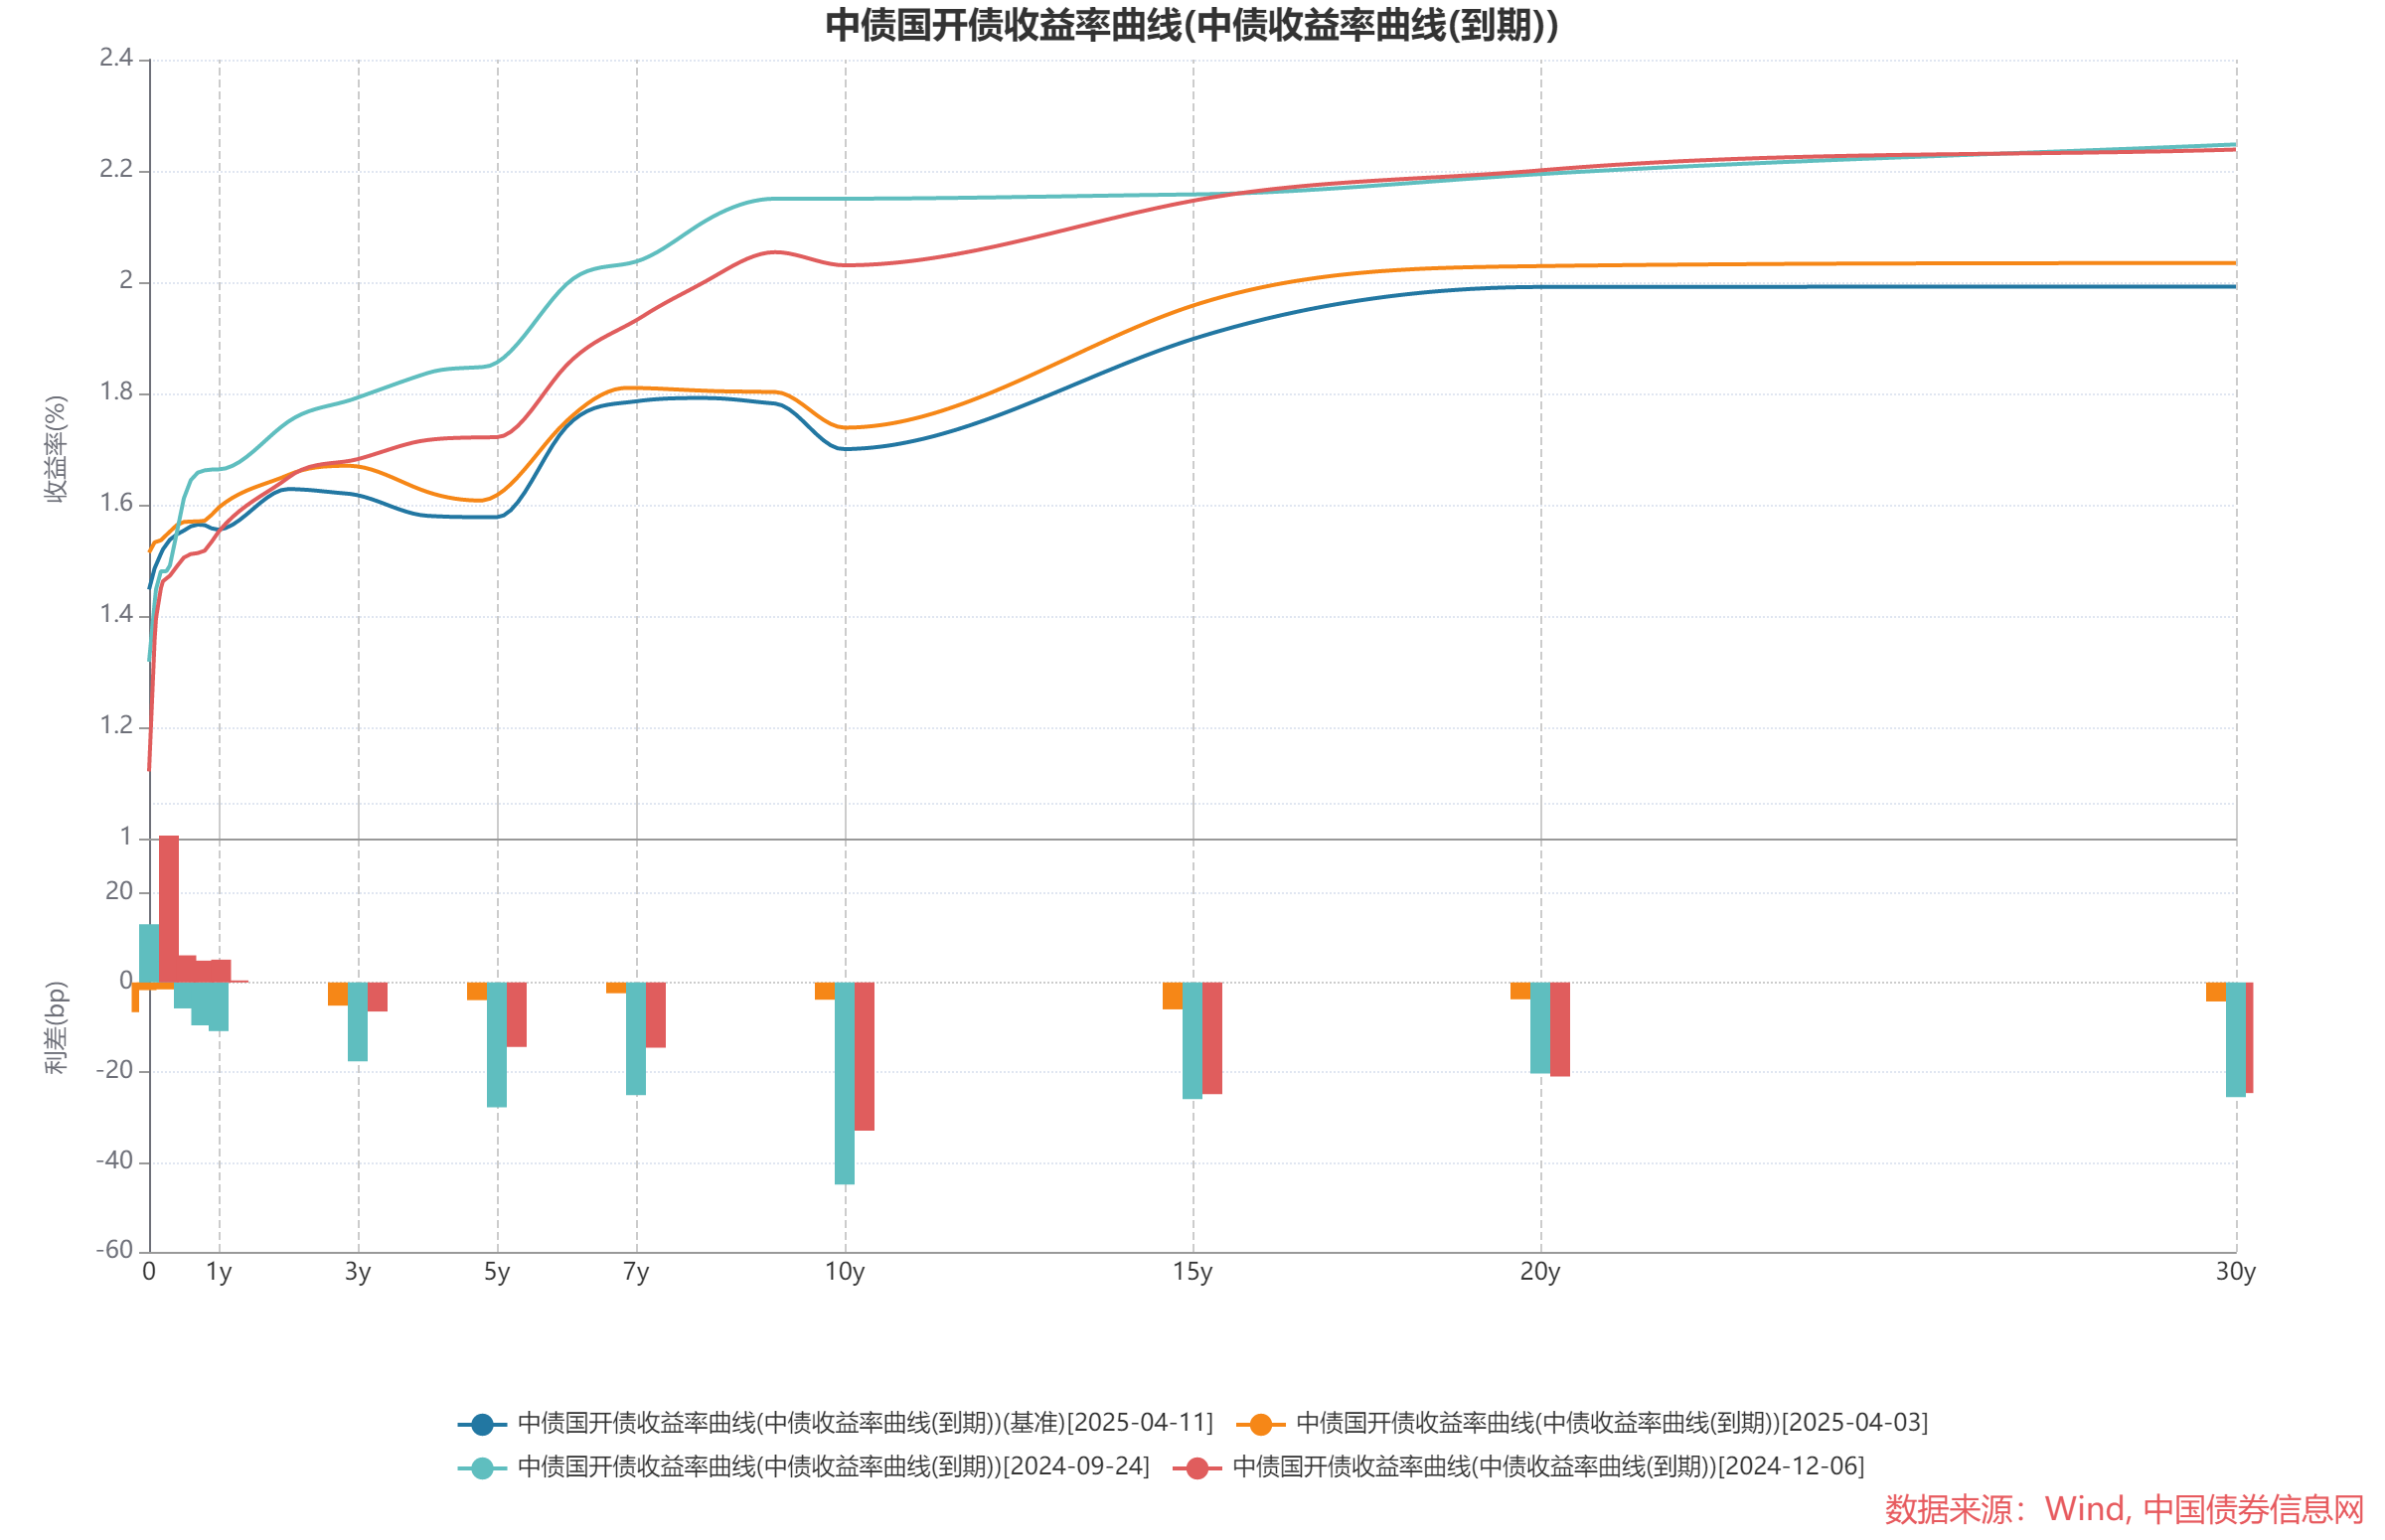 中债国开债收益率曲线(中债收益率曲线(到期))
2.4
2.2
2
1.8
1.6
1.4
1.2
1
收益率(%)
20
0
-20
-40
-60
利差(bp)
0 1y 3y 5y 7y 10y 15y 20y 30y
中债国开债收益率曲线(中债收益率曲线(到期))(基准)[2025-04-11] 中债国开债收益率曲线(中债收益率曲线(到期))[2025-04-03]
中债国开债收益率曲线(中债收益率曲线(到期))[2024-09-24] 中债国开债收益率曲线(中债收益率曲线(到期))[2024-12-06]
数据来源：Wind, 中国债券信息网